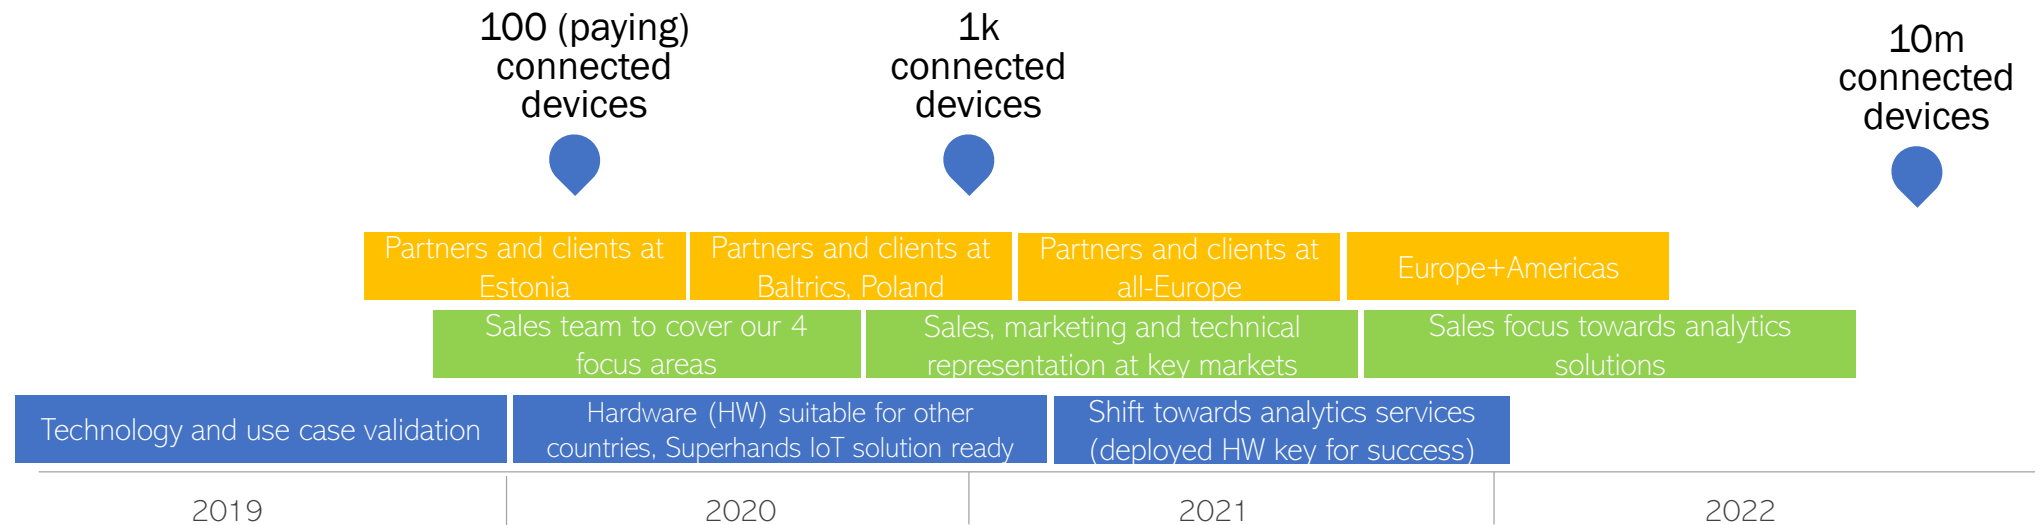 100 (paying)
connected
devices
1k
connected
devices
10m
connected
devices
Partners and clients at
Estonia
Partners and clients at
Baltrics, Poland
Partners and clients at
all-Europe
Europe+Americas
Sales team to cover our 4
focus areas
Sales, marketing and technical
representation at key markets
Sales focus towards analytics
solutions
Technology and use case validation
Hardware (HW) suitable for other
countries, Superhands IoT solution ready
Shift towards analytics services
(deployed HW key for success)
2019
2020
2021
2022